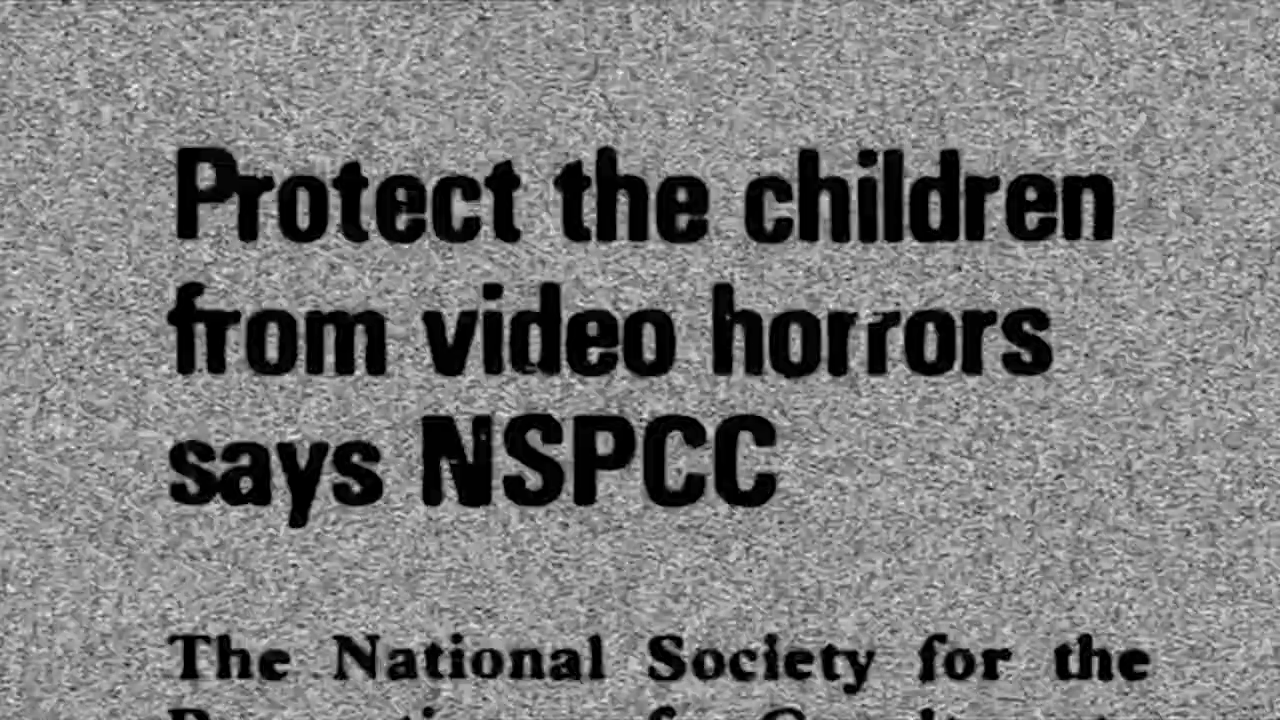 Protect the children
from video horrors
says NSPCC
The National Society for the